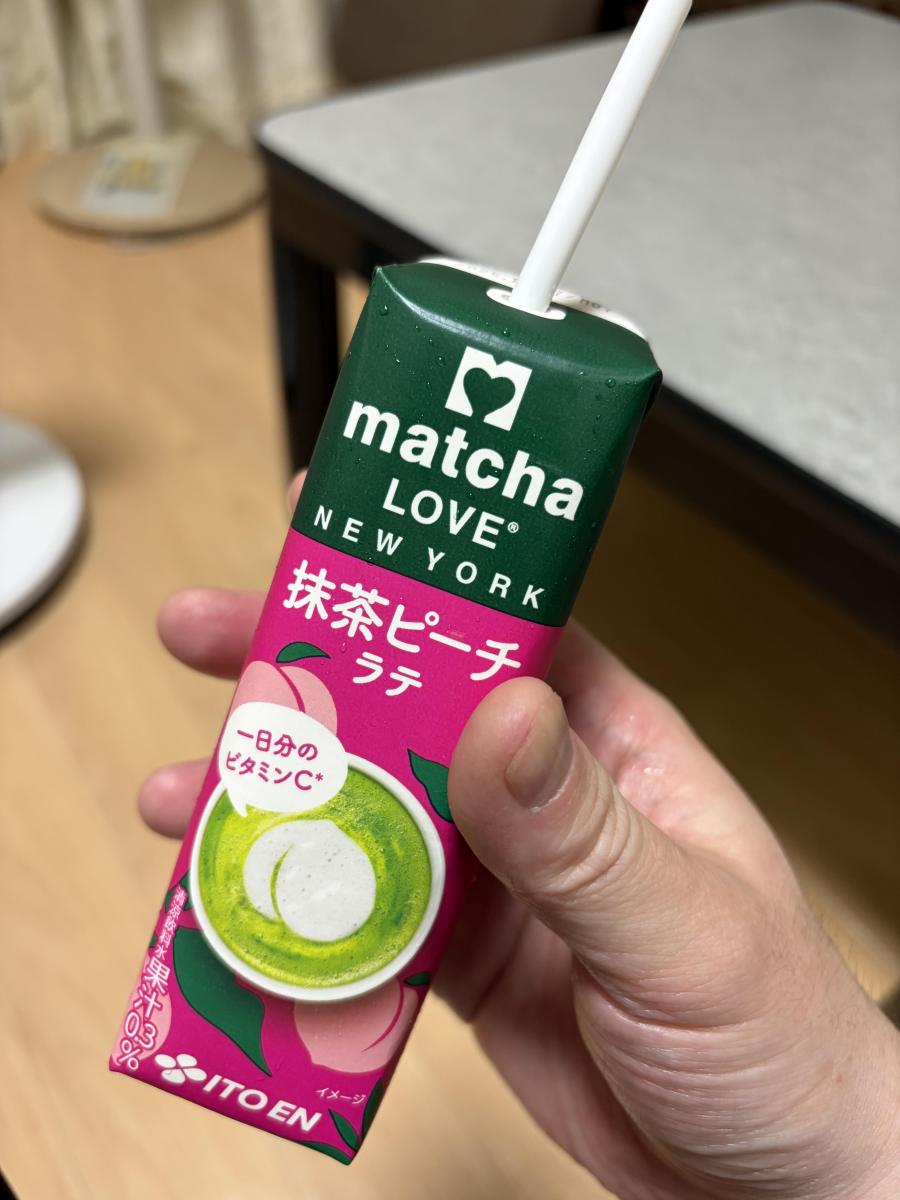 matcha
LOVE®
NEW YORK
抹茶ピーチ
ラテ
一日分の
ビタミンC*
果汁30%
ITO EN
イメージ